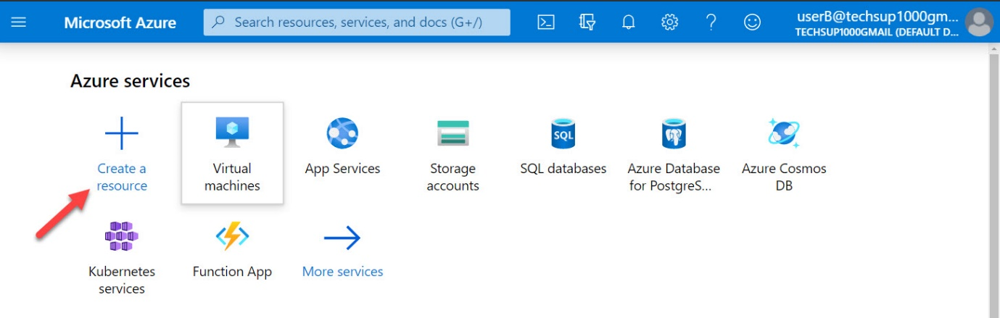 Microsoft Azure
Search resources, services, and docs (G+/)
userB@techsup1000gm...
TECHSUP1000GMAIL (DEFAULT D...
Azure services
Create a
resource
Virtual
machines
App Services
Storage
accounts
SQL
SQL databases
Azure Database
for PostgreS...
Azure Cosmos
DB
Kubernetes
services
Function App
More services